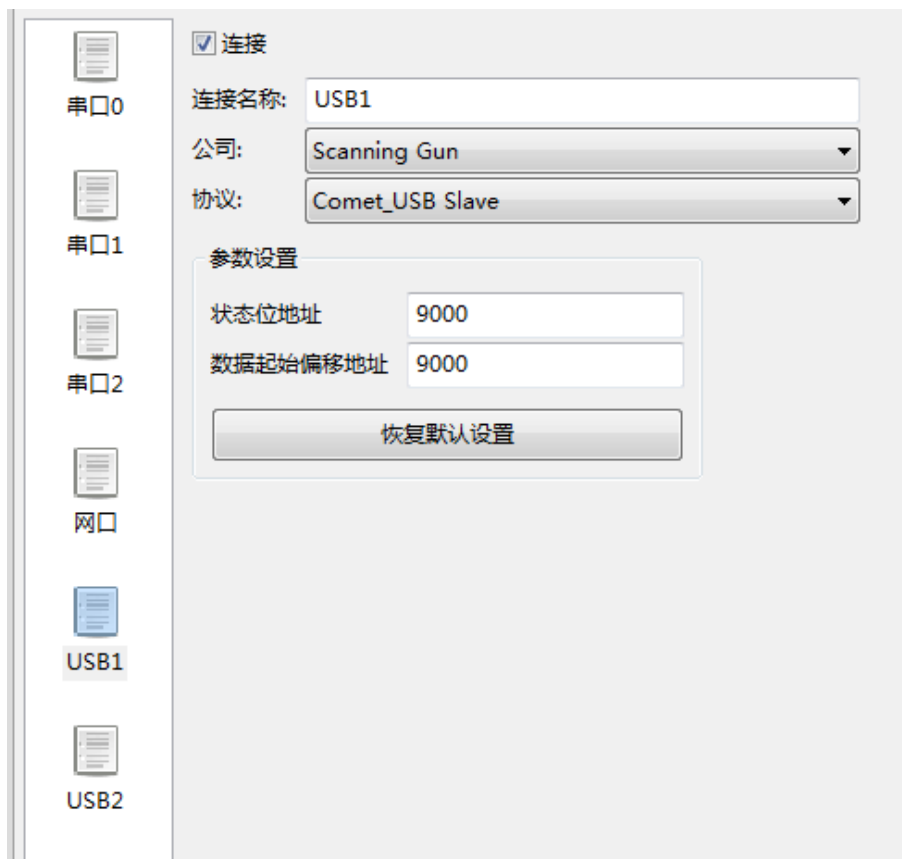 串口0
串口1
串口2
网口
USB1
USB2
连接
连接名称: USB1
公司: Scanning Gun
协议: Comet_USB Slave
参数设置
状态位地址 9000
数据起始偏移地址 9000
恢复默认设置